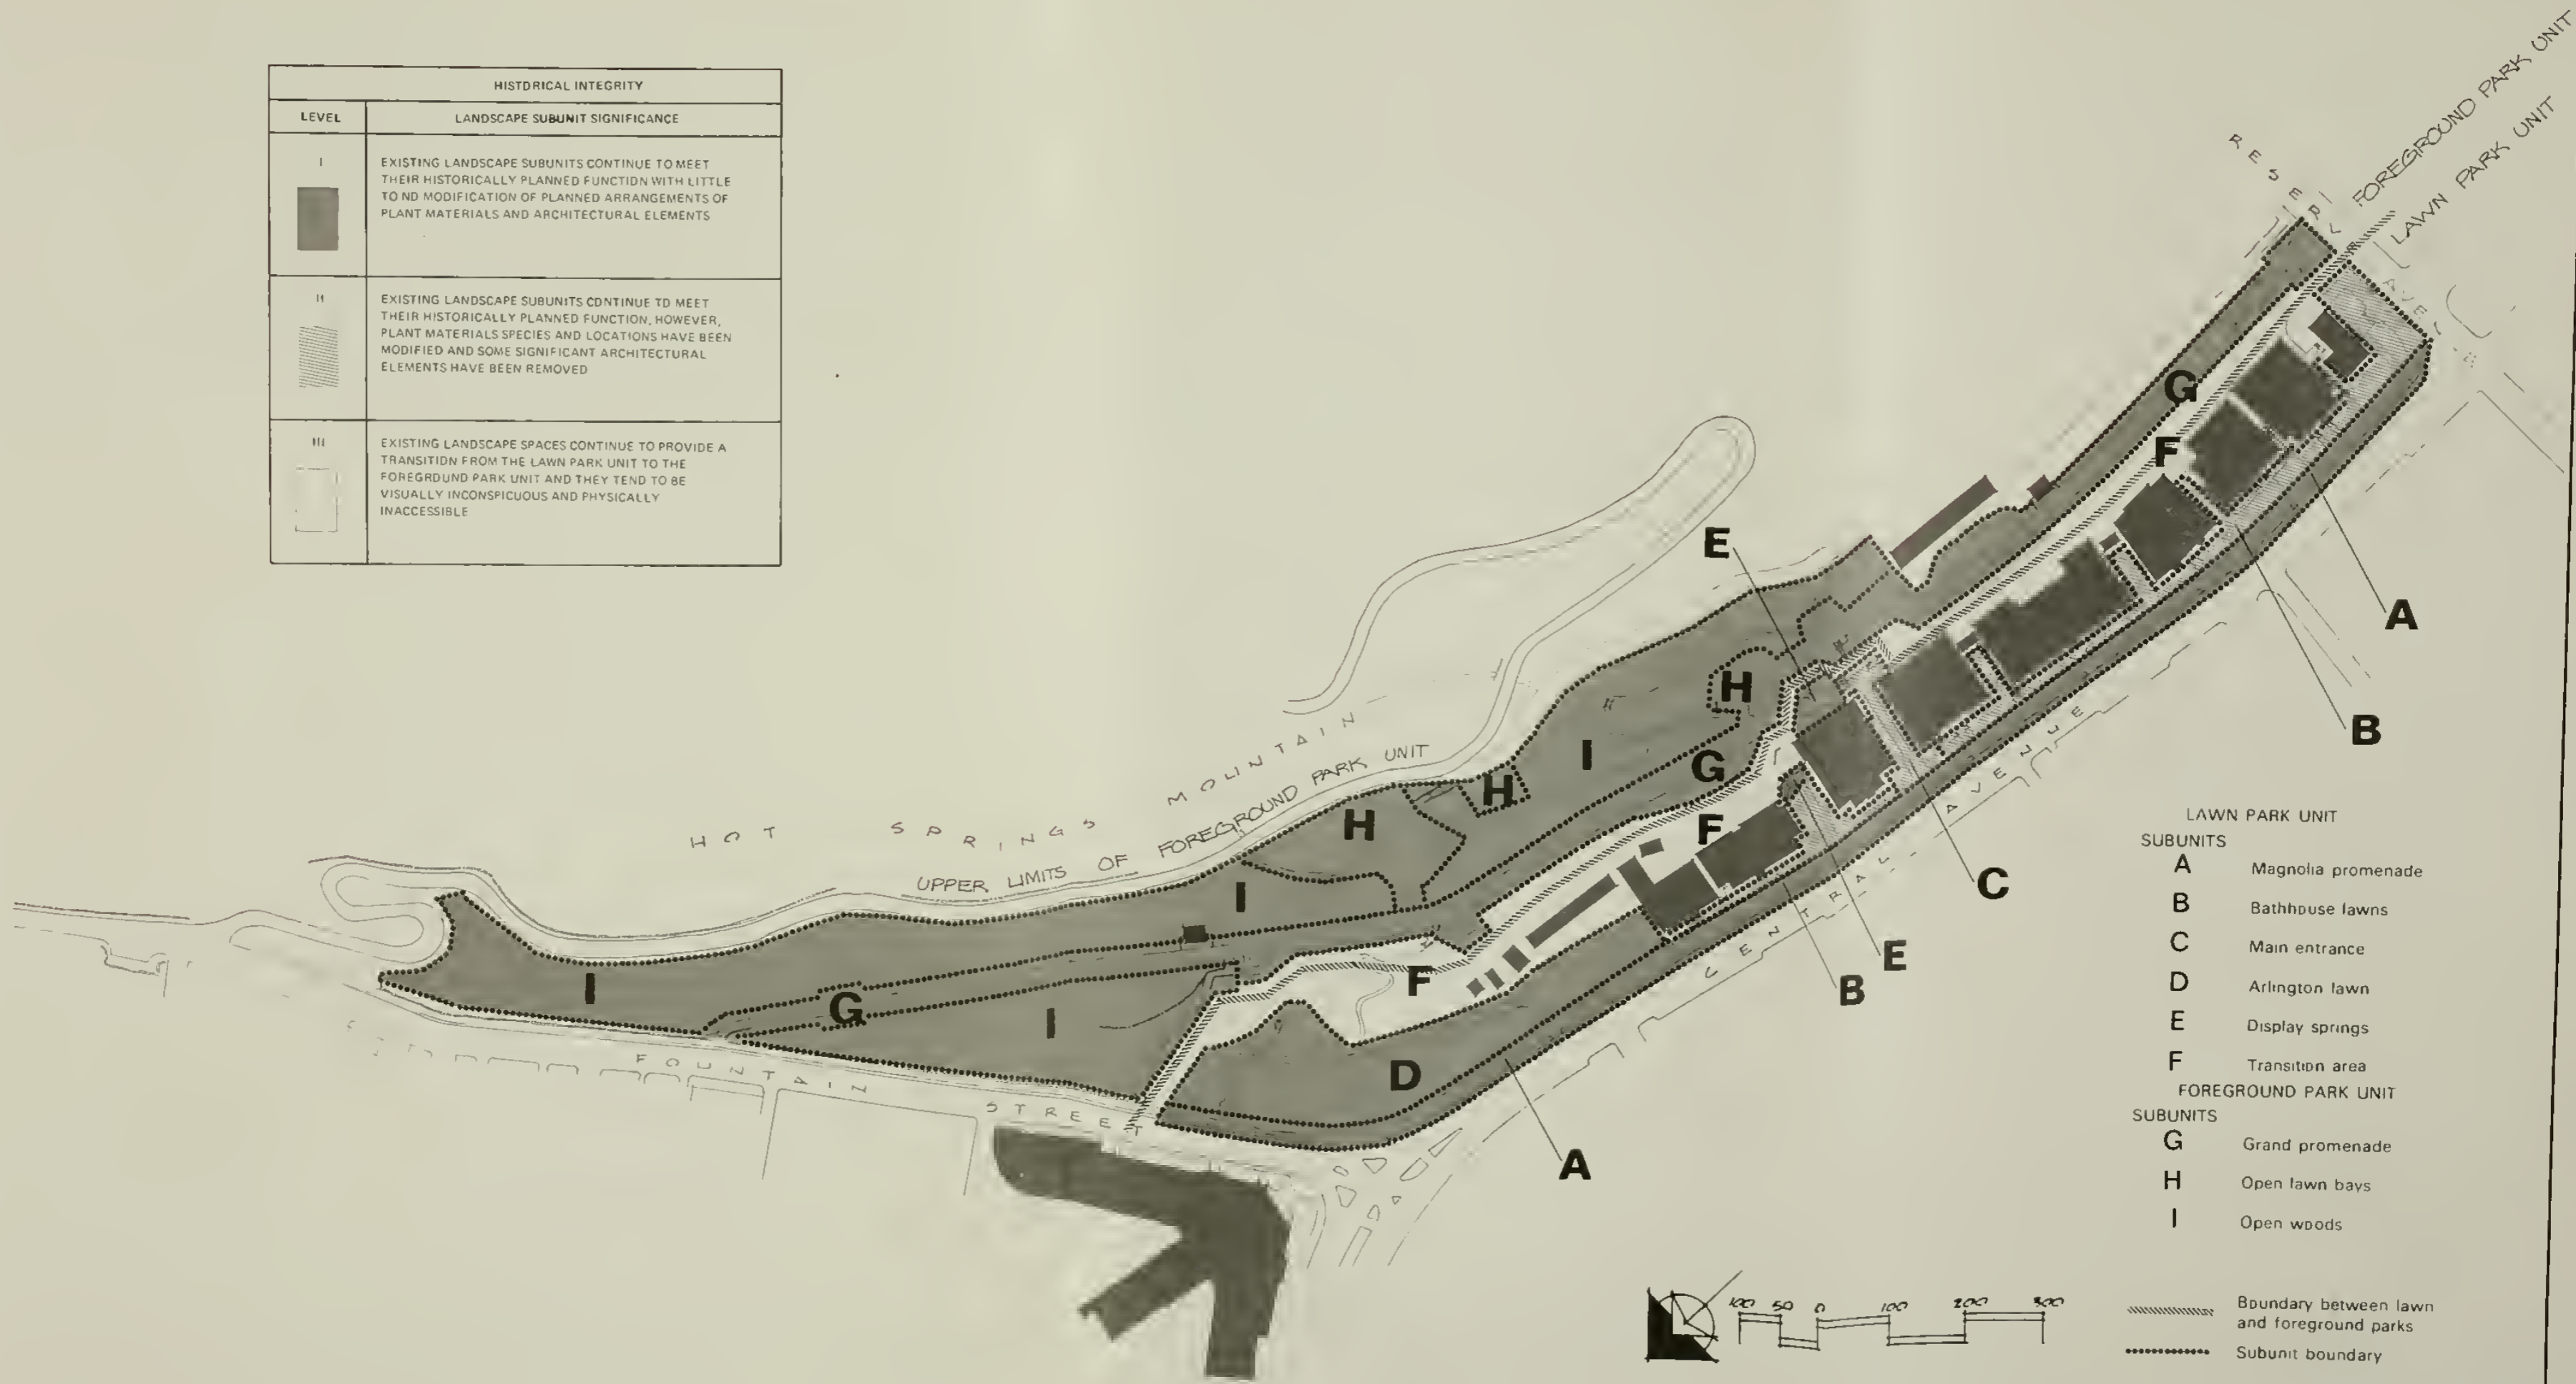 HISTORICAL INTEGRITY
LEVEL
LANDSCAPE SUBUNIT SIGNIFICANCE
I
EXISTING LANDSCAPE SUBUNITS CONTINUE TO MEET
THEIR HISTORICALLY PLANNED FUNCTION WITH LITTLE
TO NO MODIFICATION OF PLANNED ARRANGEMENTS OF
PLANT MATERIALS AND ARCHITECTURAL ELEMENTS
II
EXISTING LANDSCAPE SUBUNITS CONTINUE TO MEET
THEIR HISTORICALLY PLANNED FUNCTION, HOWEVER,
PLANT MATERIALS SPECIES AND LOCATIONS HAVE BEEN
MODIFIED AND SOME SIGNIFICANT ARCHITECTURAL
ELEMENTS HAVE BEEN REMOVED
III
EXISTING LANDSCAPE SPACES CONTINUE TO PROVIDE A
TRANSITION FROM THE LAWN PARK UNIT TO THE
FOREGROUND PARK UNIT AND THEY TEND TO BE
VISUALLY INCONSPICUOUS AND PHYSICALLY
INACCESSIBLE
FOREGROUND PARK UNIT
LAWN PARK UNIT
G
F
E
A
H
B
I
G
H
H
F
HOT SPRINGS MOUNTAIN
UPPER LIMITS OF FOREGROUND PARK UNIT
I
C
E
F
B
I
G
I
D
A
CENTRAL AVENUE
FOUNTAIN STREET
LAWN PARK UNIT
SUBUNITS
A Magnolia promenade
B Bathhouse lawns
C Main entrance
D Arlington lawn
E Display springs
F Transition area
FOREGROUND PARK UNIT
SUBUNITS
G Grand promenade
H Open lawn bays
I Open woods
100 50 0 100 200 300
Boundary between lawn
and foreground parks
Subunit boundary